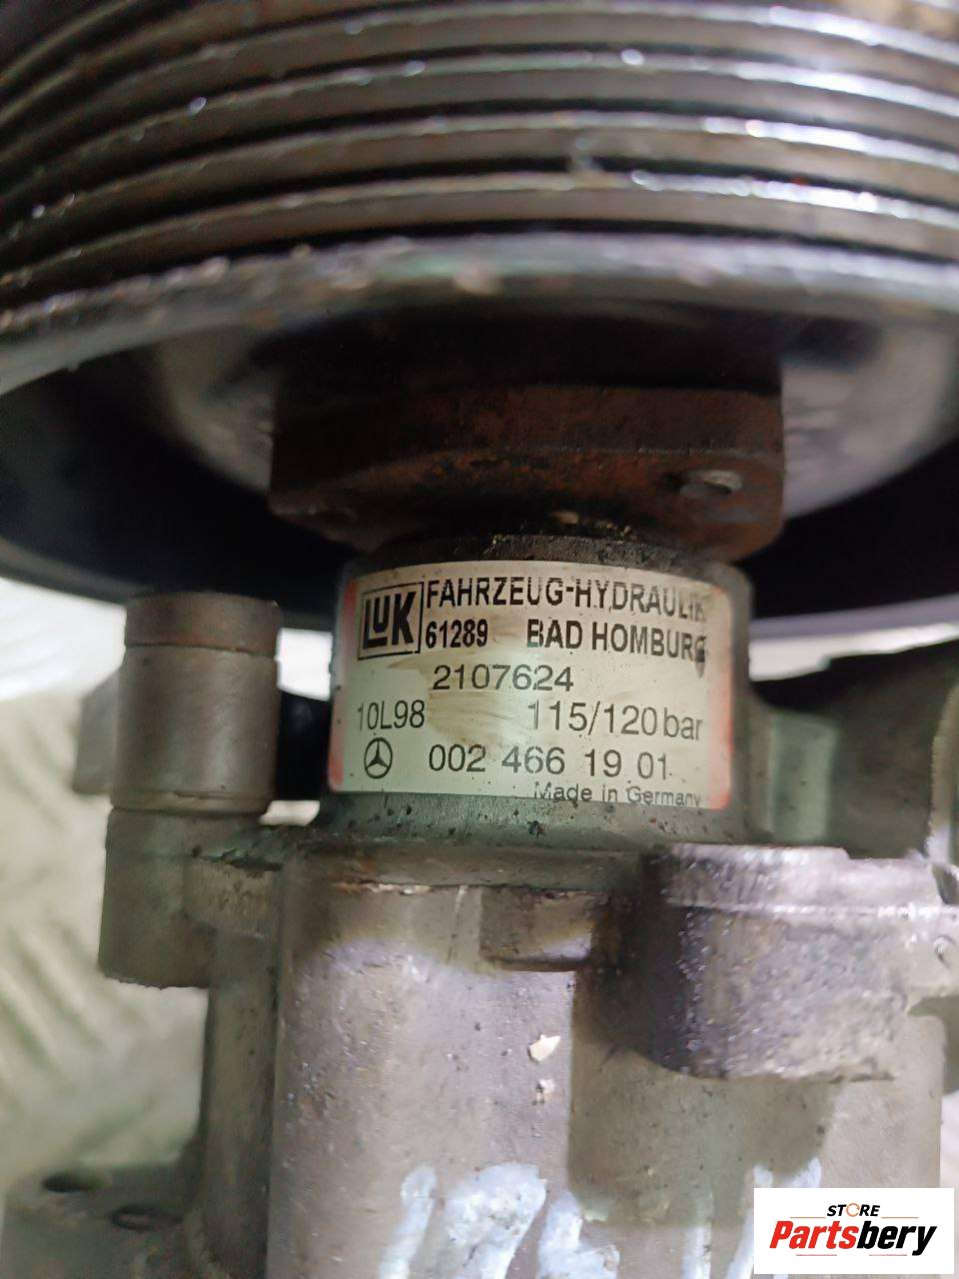 LUK FAHRZEUG-HYDRAULIK
61289 BAD HOMBURG
2107624
10L98 115/120 bar
002 466 19 01
Made in Germany
STORE
Partsbery